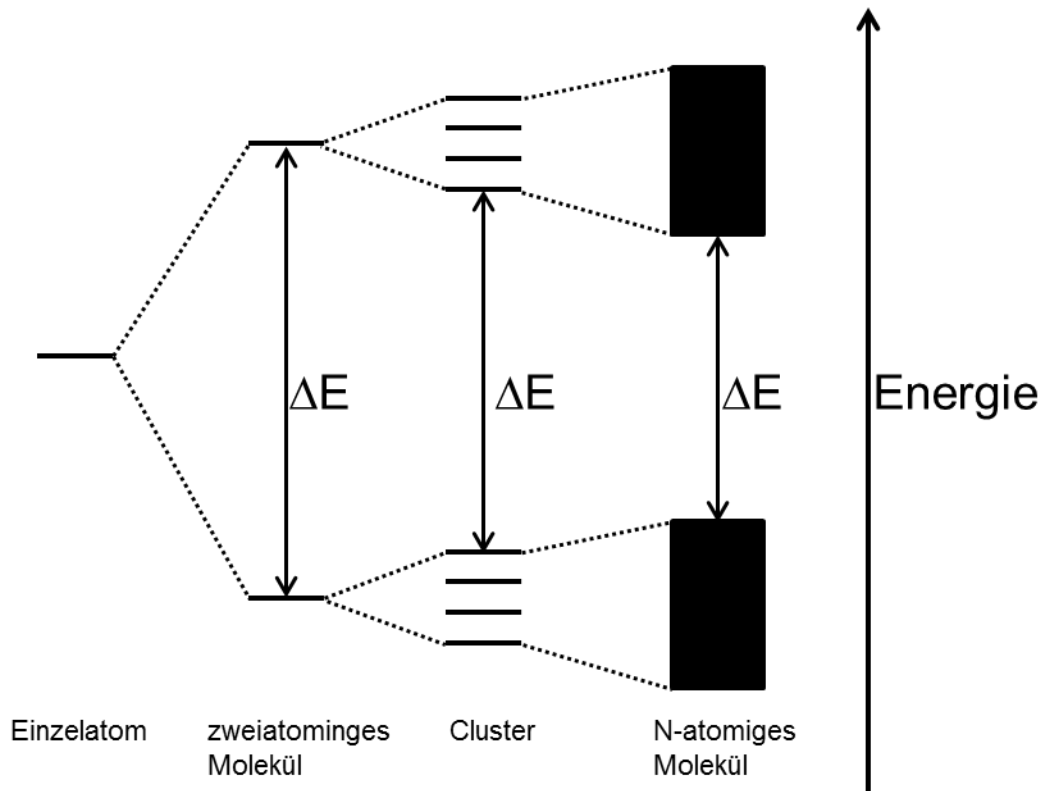 ΔE
ΔE
ΔE
Energie
Einzelatom
zweiatominges
Molekül
Cluster
N-atomiges
Molekül